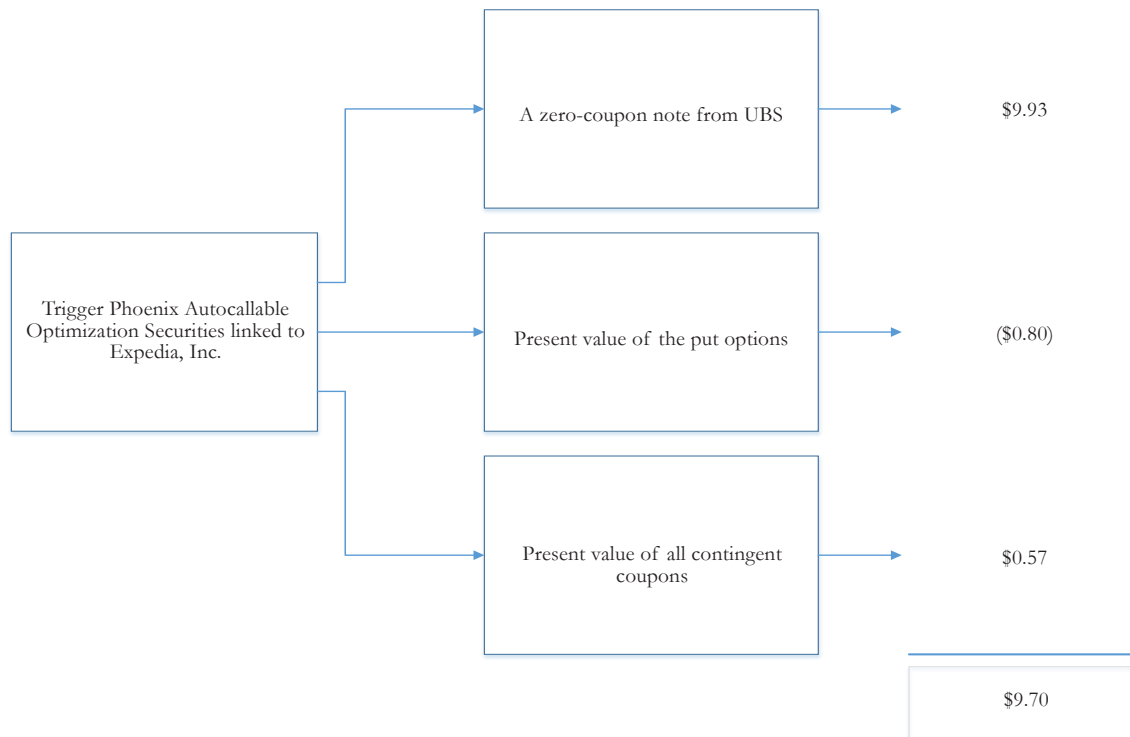 A zero-coupon note from UBS
$9.93
Trigger Phoenix Autocallable
Optimization Securities linked to
Expedia, Inc.
Present value of the put options
($0.80)
Present value of all contingent
coupons
$0.57
$9.70